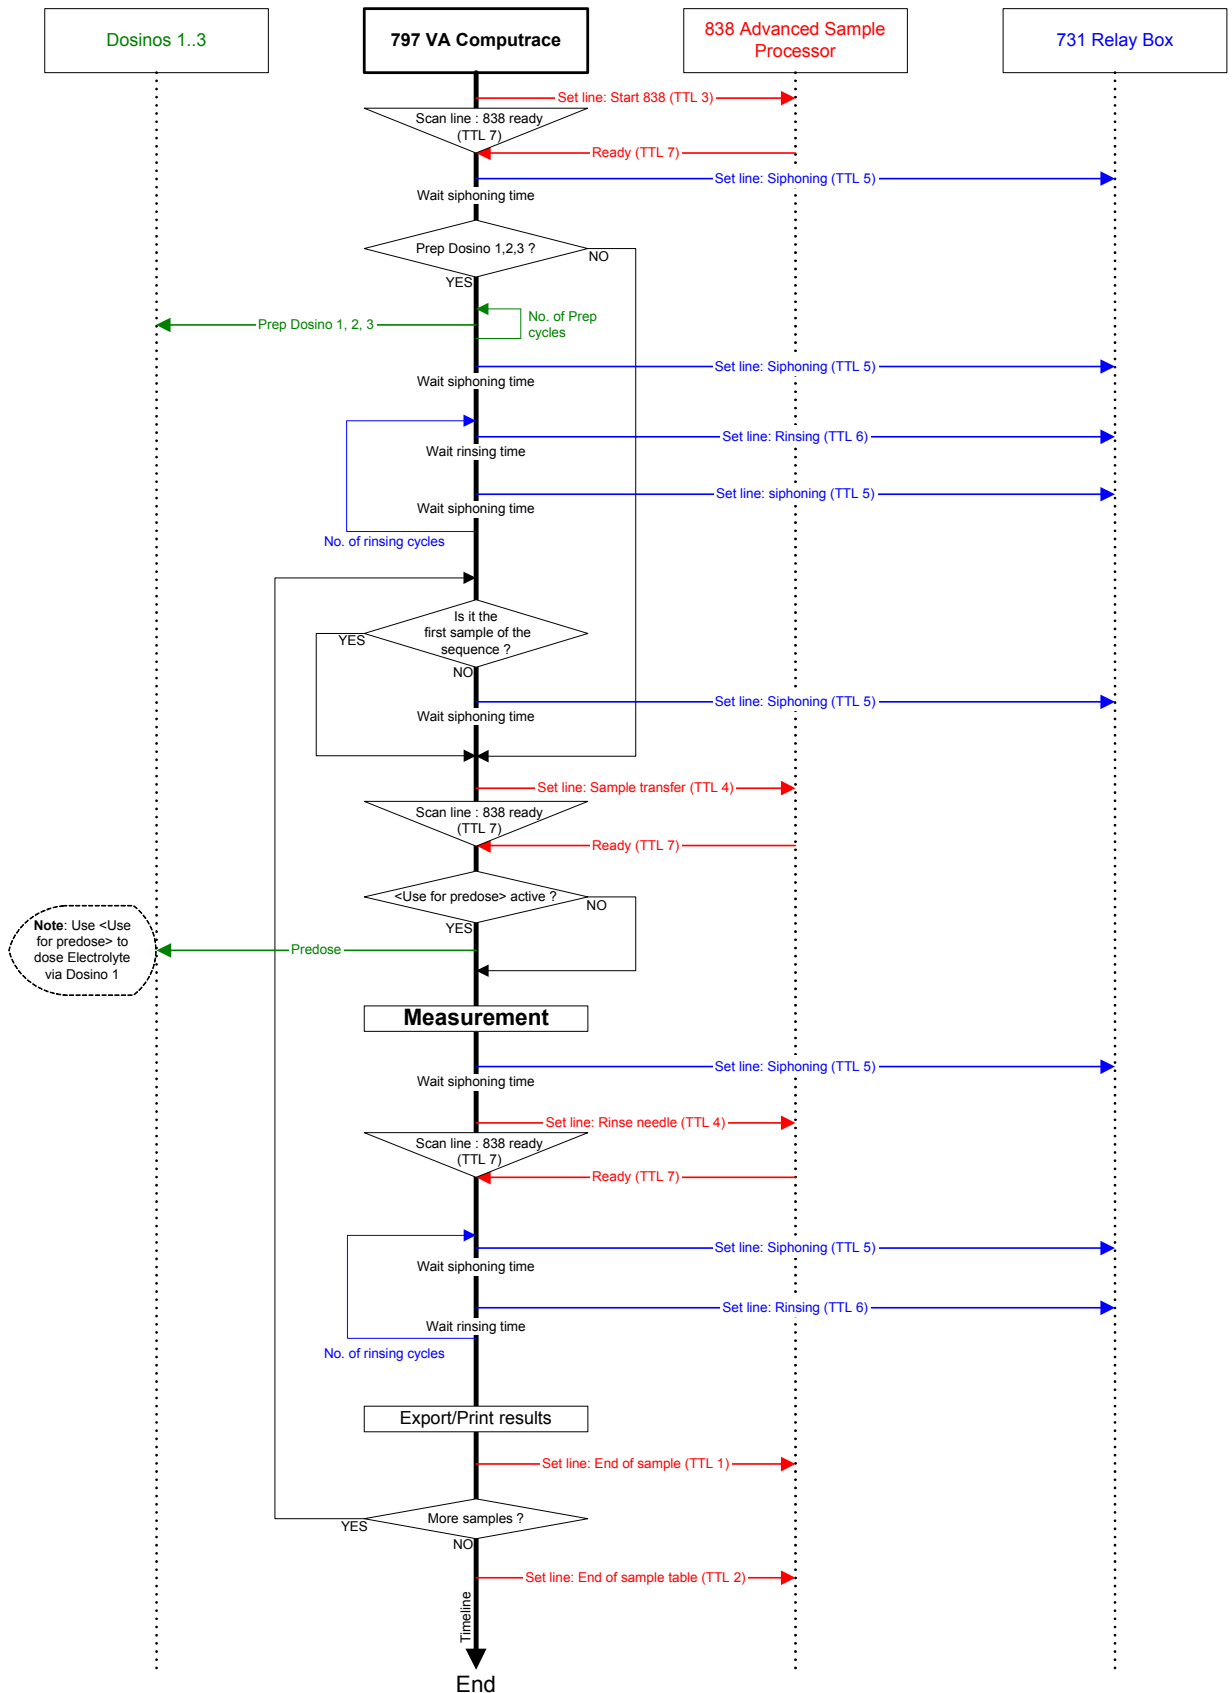 Dosinos 1..3
797 VA Computrace
838 Advanced Sample
Processor
731 Relay Box
Set line: Start 838 (TTL 3)
Scan line : 838 ready
(TTL 7)
Ready (TTL 7)
Set line: Siphoning (TTL 5)
Wait siphoning time
Prep Dosino 1,2,3 ?
NO
YES
No. of Prep
cycles
Prep Dosino 1, 2, 3
Set line: Siphoning (TTL 5)
Wait siphoning time
Set line: Rinsing (TTL 6)
Wait rinsing time
Set line: siphoning (TTL 5)
Wait siphoning time
No. of rinsing cycles
Is it the
first sample of the
sequence ?
YES
NO
Set line: Siphoning (TTL 5)
Wait siphoning time
Set line: Sample transfer (TTL 4)
Scan line : 838 ready
(TTL 7)
Ready (TTL 7)
<Use for predose> active ?
NO
YES
Note: Use <Use
for predose> to
dose Electrolyte
via Dosino 1
Predose
Measurement
Set line: Siphoning (TTL 5)
Wait siphoning time
Set line: Rinse needle (TTL 4)
Scan line : 838 ready
(TTL 7)
Ready (TTL 7)
Set line: Siphoning (TTL 5)
Wait siphoning time
Set line: Rinsing (TTL 6)
Wait rinsing time
No. of rinsing cycles
Export/Print results
Set line: End of sample (TTL 1)
More samples ?
YES
NO
Set line: End of sample table (TTL 2)
Timeline
End